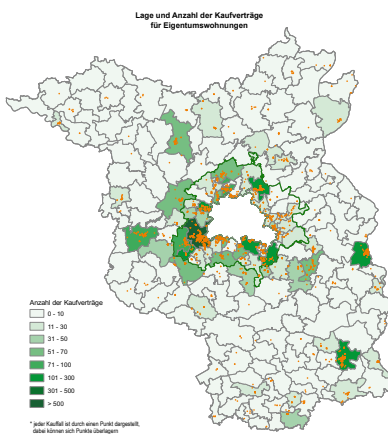 Lage und Anzahl der Kaufverträge
für Eigentumswohnungen
Anzahl der Kaufverträge
0 - 10
11 - 30
31 - 50
51 - 70
71 - 100
101 - 300
301 - 500
> 500
* jeder Kauffall ist durch einen Punkt dargestellt,
dabei können sich Punkte überlagern